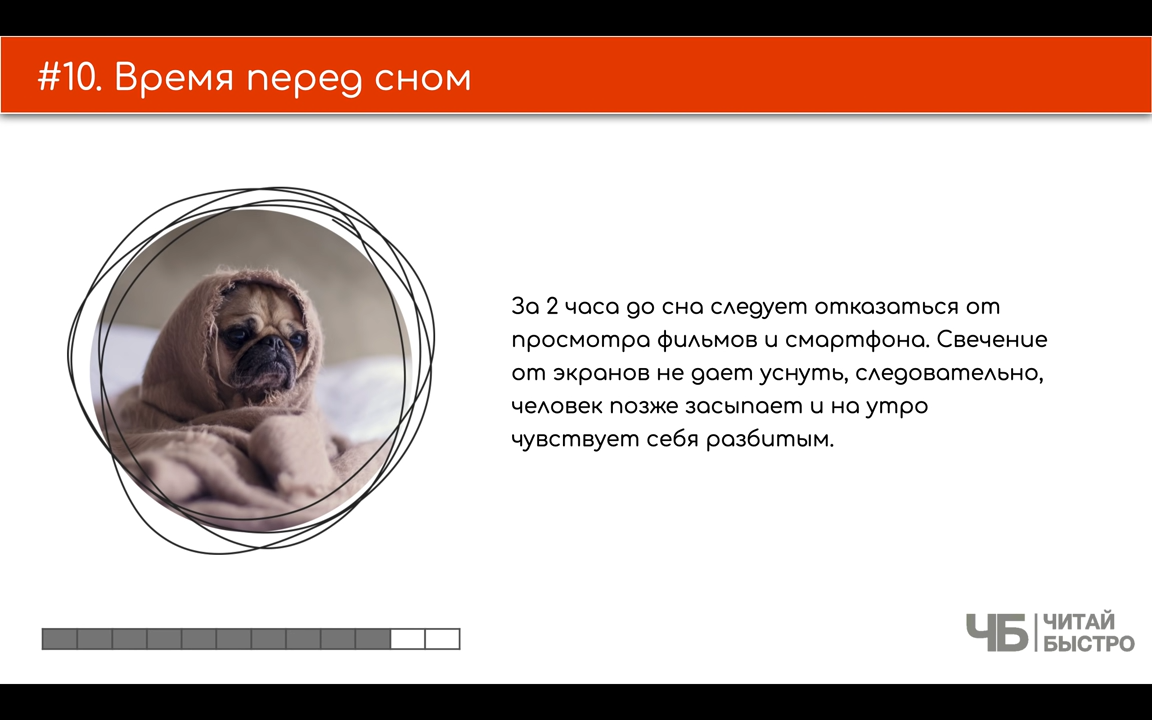 #10. Время перед сном
За 2 часа до сна следует отказаться от
просмотра фильмов и смартфона. Свечение
от экранов не дает уснуть, следовательно,
человек позже засыпает и на утро
чувствует себя разбитым.
ЧБ
ЧИТАЙ
БЫСТРО